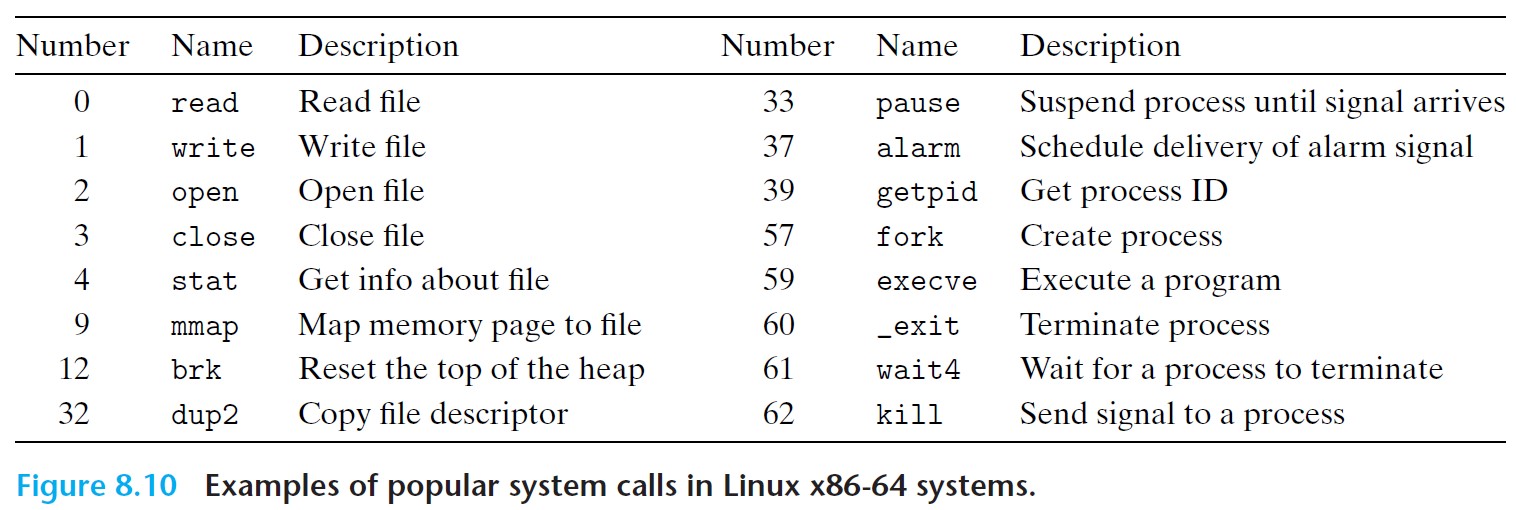 Number Name Description Number Name Description
0 read Read file 33 pause Suspend process until signal arrives
1 write Write file 37 alarm Schedule delivery of alarm signal
2 open Open file 39 getpid Get process ID
3 close Close file 57 fork Create process
4 stat Get info about file 59 execve Execute a program
9 mmap Map memory page to file 60 _exit Terminate process
12 brk Reset the top of the heap 61 wait4 Wait for a process to terminate
32 dup2 Copy file descriptor 62 kill Send signal to a process
Figure 8.10 Examples of popular system calls in Linux x86-64 systems.